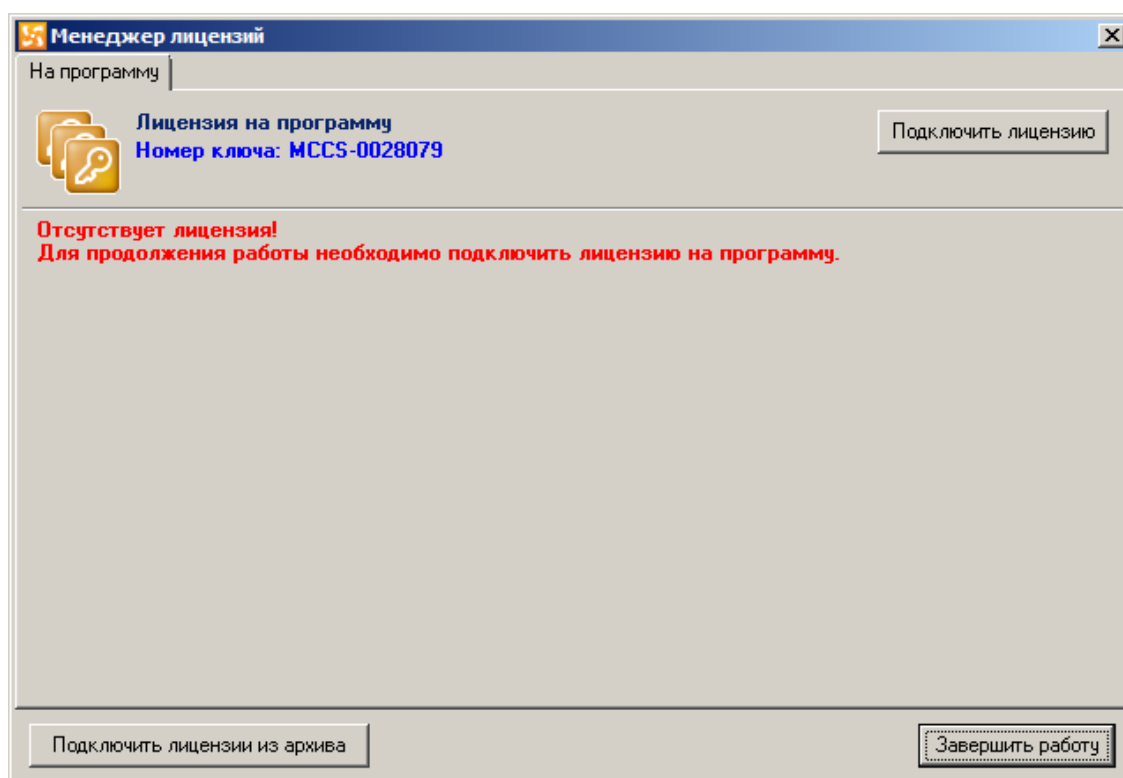 Менеджер лицензий
На программу
Лицензия на программу
Номер ключа: MCCS-0028079
Подключить лицензию
Отсутствует лицензия!
Для продолжения работы необходимо подключить лицензию на программу.
Подключить лицензии из архива
Завершить работу